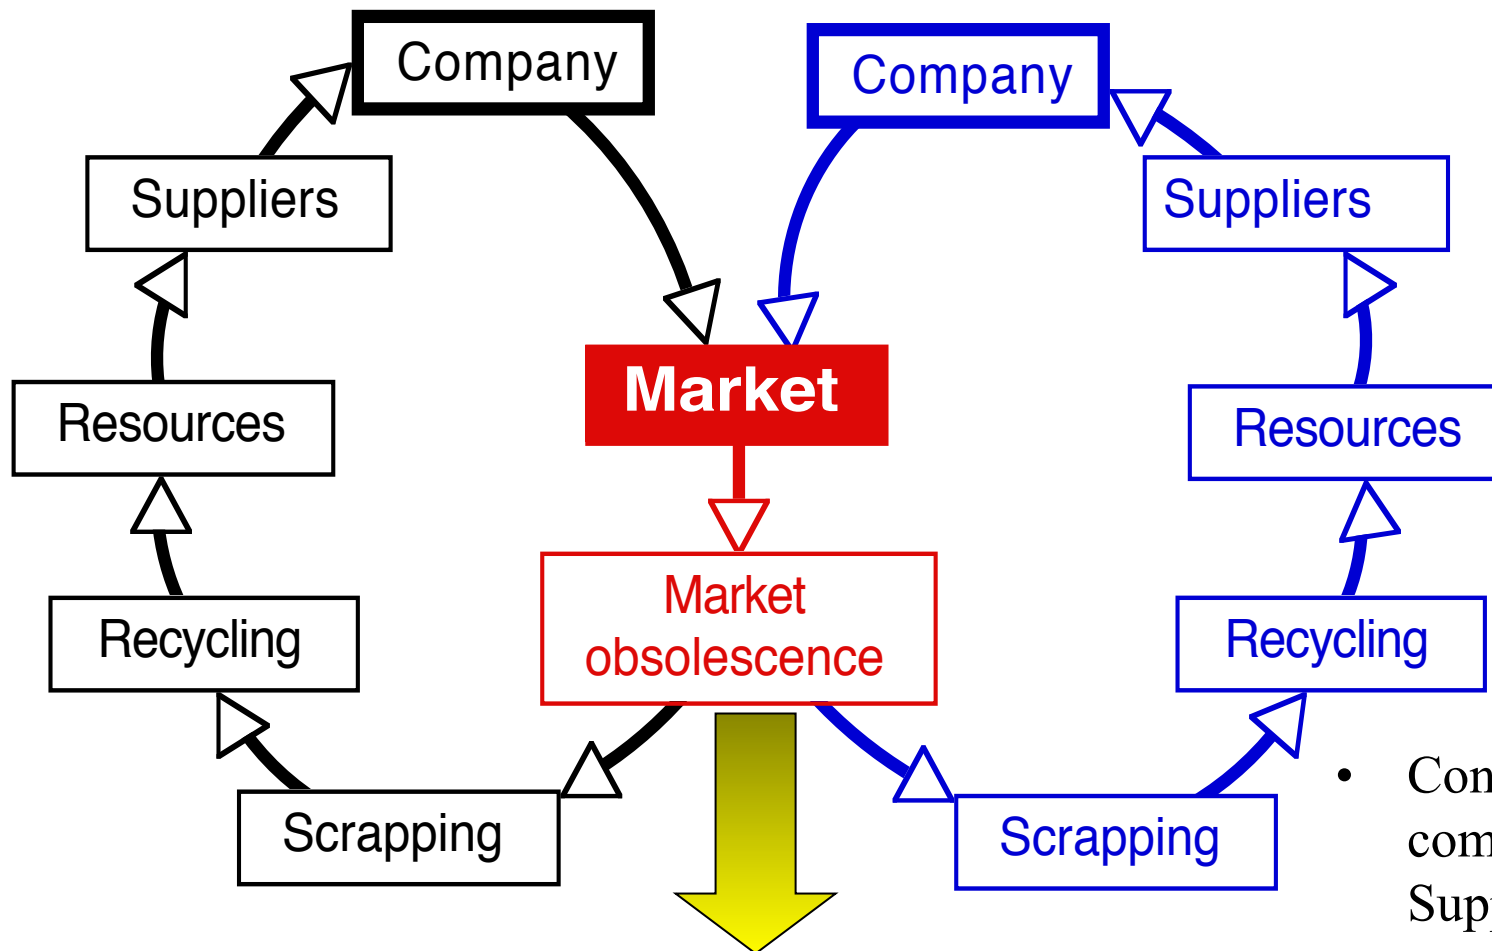 Company
Company
Suppliers
Suppliers
Market
Resources
Resources
Market
obsolescence
Recycling
Recycling
Scrapping
Scrapping
•